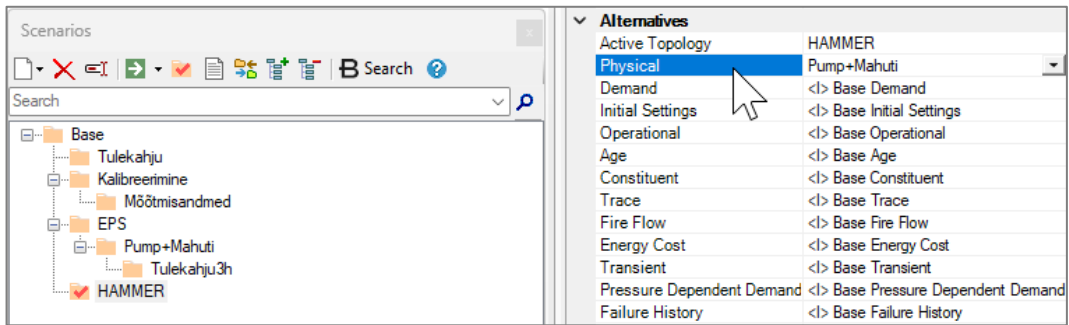 Scenarios
x
B Search
Search
Base
Tulekahju
Kalibreerimine
Mõõtmisandmed
EPS
Pump+Mahuti
Tulekahju3h
HAMMER
Alternatives
Active Topology HAMMER
Physical Pump+Mahuti
Demand <I> Base Demand
Initial Settings <I> Base Initial Settings
Operational <I> Base Operational
Age <I> Base Age
Constituent <I> Base Constituent
Trace <I> Base Trace
Fire Flow <I> Base Fire Flow
Energy Cost <I> Base Energy Cost
Transient <I> Base Transient
Pressure Dependent Demand <I> Base Pressure Dependent Demand
Failure History <I> Base Failure History